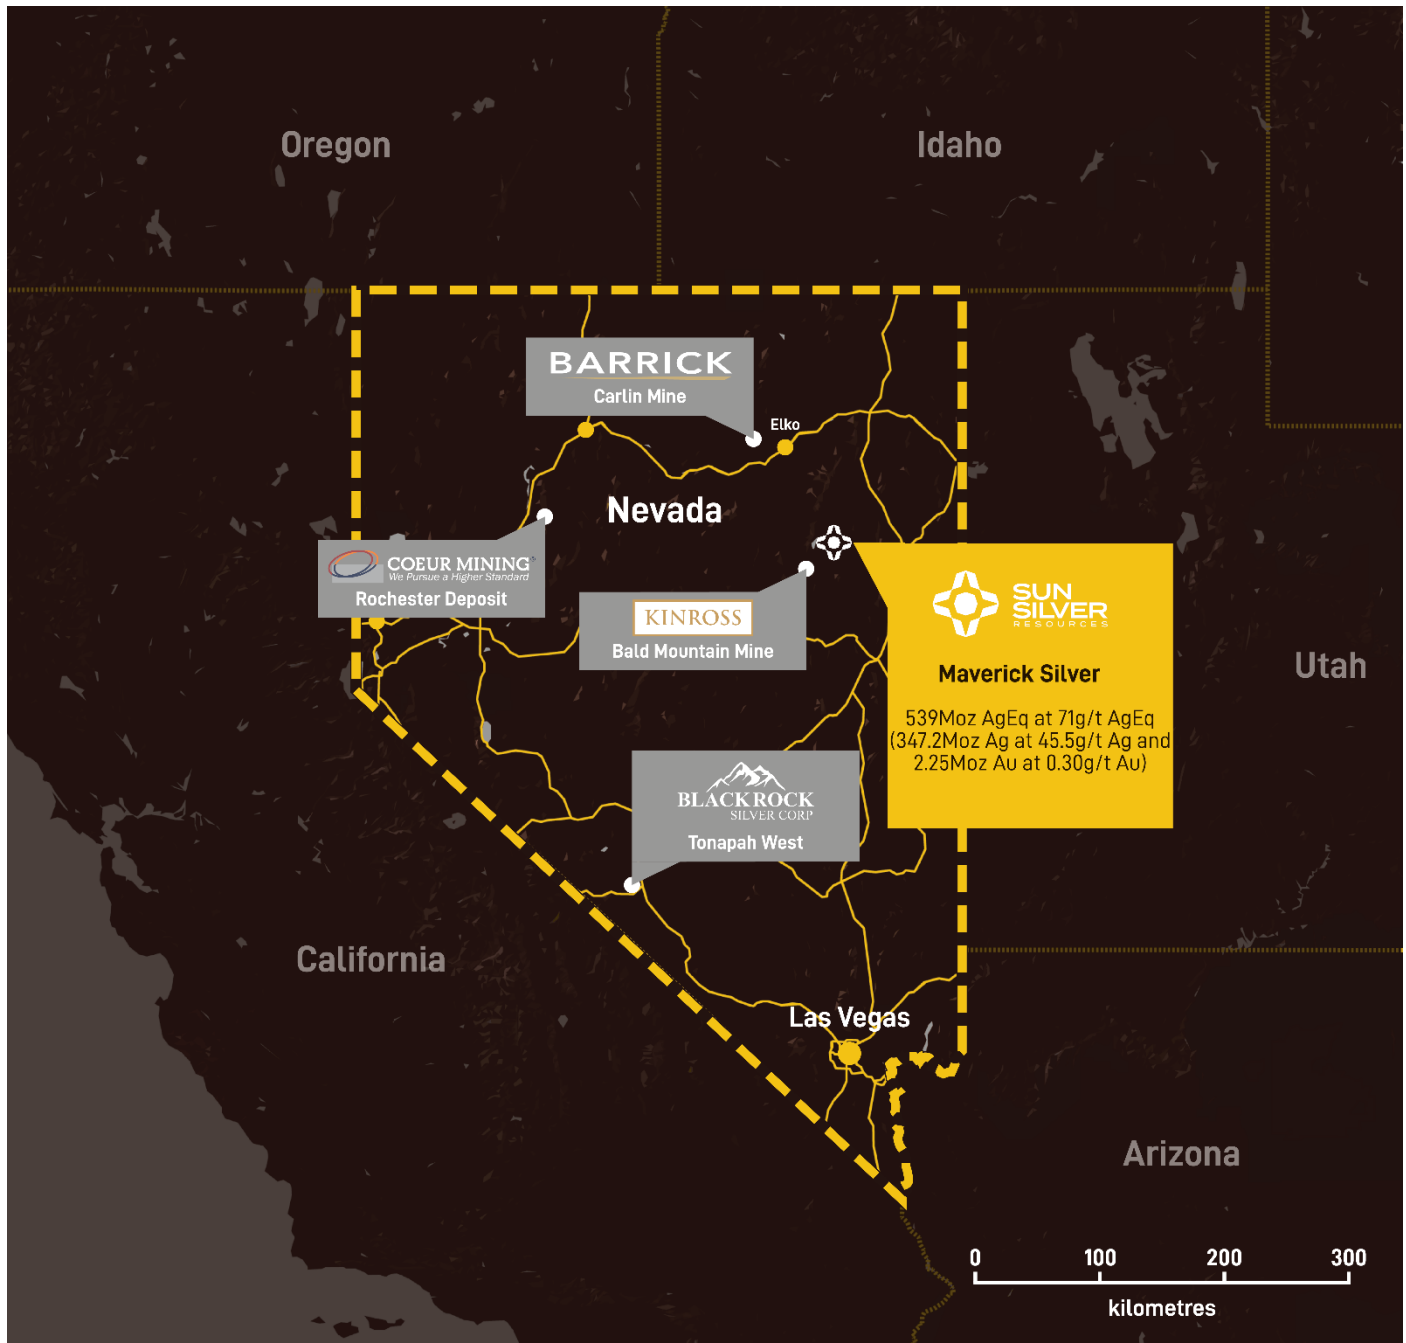 Oregon
Idaho
BARRICK
Carlin Mine
Elko
Nevada
COEUR MINING®
We Pursue a Higher Standard
Rochester Deposit
KINROSS
Bald Mountain Mine
SUN
SILVER
RESOURCES
Maverick Silver
539Moz AgEq at 71g/t AgEq
(347.2Moz Ag at 45.5g/t Ag and
2.25Moz Au at 0.30g/t Au)
Utah
BLACKROCK
SILVER CORP
Tonapah West
California
Las Vegas
Arizona
0 100 200 300
kilometres